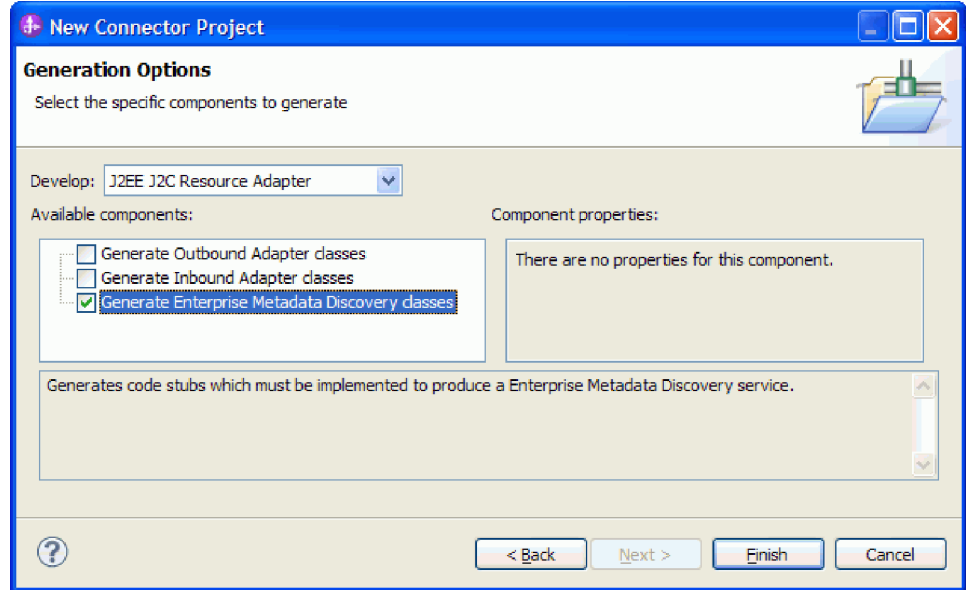 New Connector Project
Generation Options
Select the specific components to generate
Develop: J2EE J2C Resource Adapter
Available components:
Component properties:
Generate Outbound Adapter classes
Generate Inbound Adapter classes
Generate Enterprise Metadata Discovery classes
There are no properties for this component.
Generates code stubs which must be implemented to produce a Enterprise Metadata Discovery service.
?
< Back
Next >
Finish
Cancel